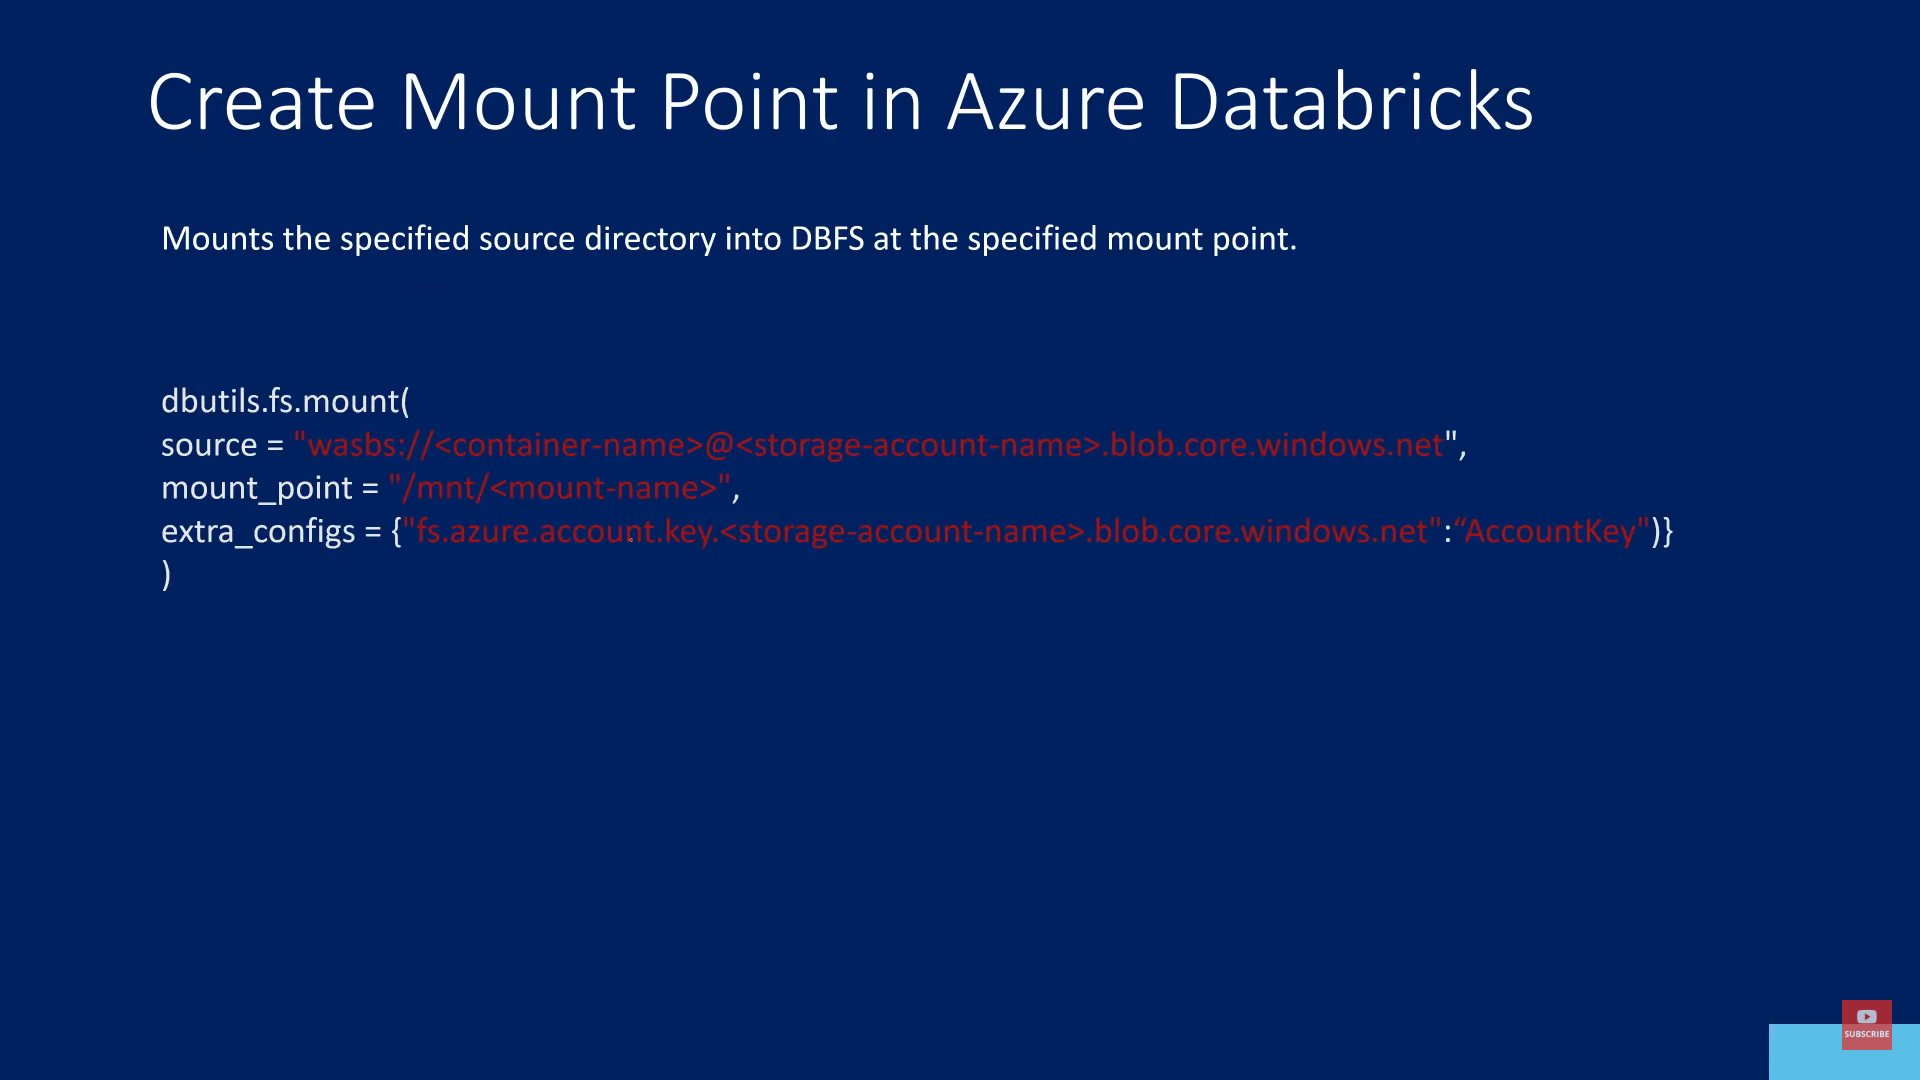 Create Mount Point in Azure Databricks
Mounts the specified source directory into DBFS at the specified mount point.
dbutils.fs.mount(
source = "wasbs://<container-name>@<storage-account-name>.blob.core.windows.net",
mount_point = "/mnt/<mount-name>",
extra_configs = {"fs.azure.account.key.<storage-account-name>.blob.core.windows.net":“AccountKey")}
)
SUBSCRIBE